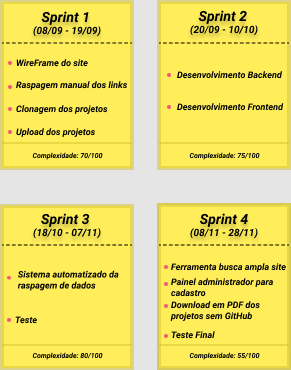 Sprint 1
(08/09 - 19/09)
WireFrame do site
Raspagem manual dos links
Clonagem dos projetos
Upload dos projetos
Complexidade: 70/100
Sprint 2
(20/09 - 10/10)
Desenvolvimento Backend
Desenvolvimento Frontend
Complexidade: 75/100
Sprint 3
(18/10 - 07/11)
Sistema automatizado da
raspagem de dados
Teste
Complexidade: 80/100
Sprint 4
(08/11 - 28/11)
Ferramenta busca ampla site
Painel administrador para
cadastro
Download em PDF dos
projetos sem GitHub
Teste Final
Complexidade: 55/100